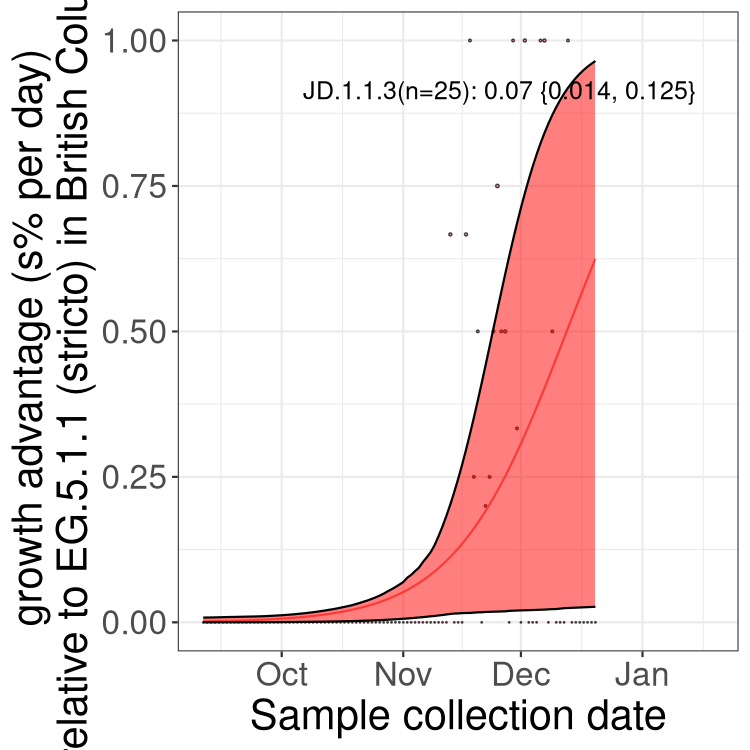 growth advantage (s% per day)
relative to EG.5.1.1 (stricto) in British
1.00
0.75
0.50
0.25
0.00
JD.1.1.3(n=25): 0.07 {0.014, 0.125}
Oct Nov Dec Jan
Sample collection date